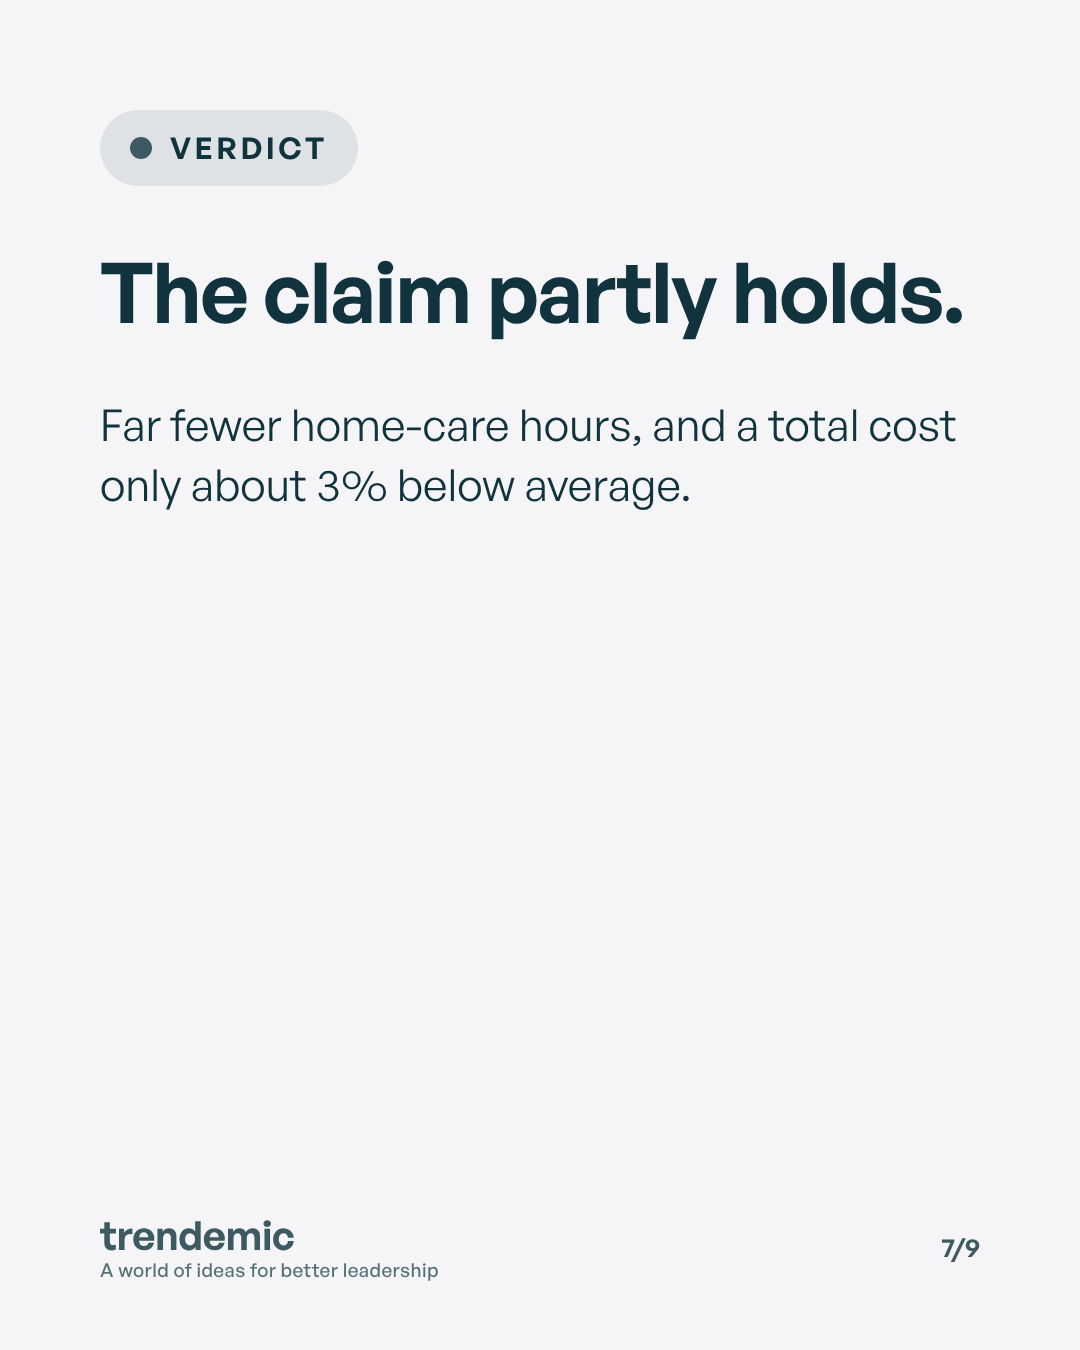 VERDICT
The claim partly holds.
Far fewer home-care hours, and a total cost
only about 3% below average.
trendemic
A world of ideas for better leadership
7/9